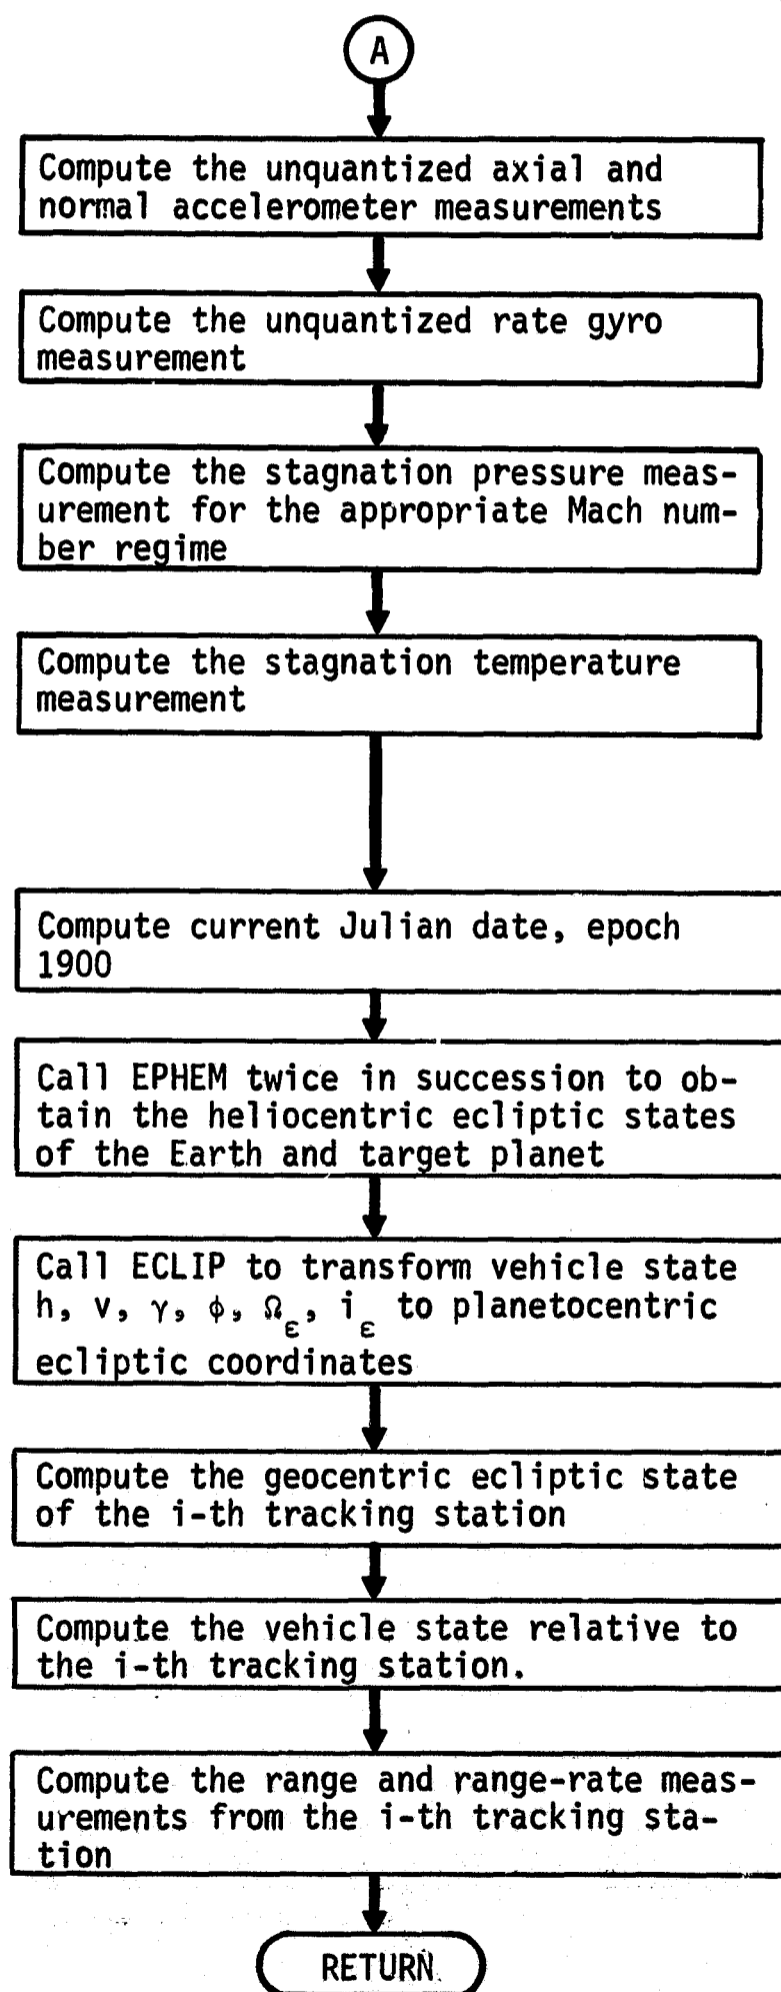 A
Compute the unquantized axial and
normal accelerometer measurements
Compute the unquantized rate gyro
measurement
Compute the stagnation pressure meas-
urement for the appropriate Mach num-
ber regime
Compute the stagnation temperature
measurement
Compute current Julian date, epoch
1900
Call EPHEM twice in succession to ob-
tain the heliocentric ecliptic states
of the Earth and target planet
Call ECLIP to transform vehicle state
h, v, γ, ϕ, Ω_ε, i_ε to planetocentric
ecliptic coordinates
Compute the geocentric ecliptic state
of the i-th tracking station
Compute the vehicle state relative to
the i-th tracking station.
Compute the range and range-rate meas-
urements from the i-th tracking sta-
tion
RETURN